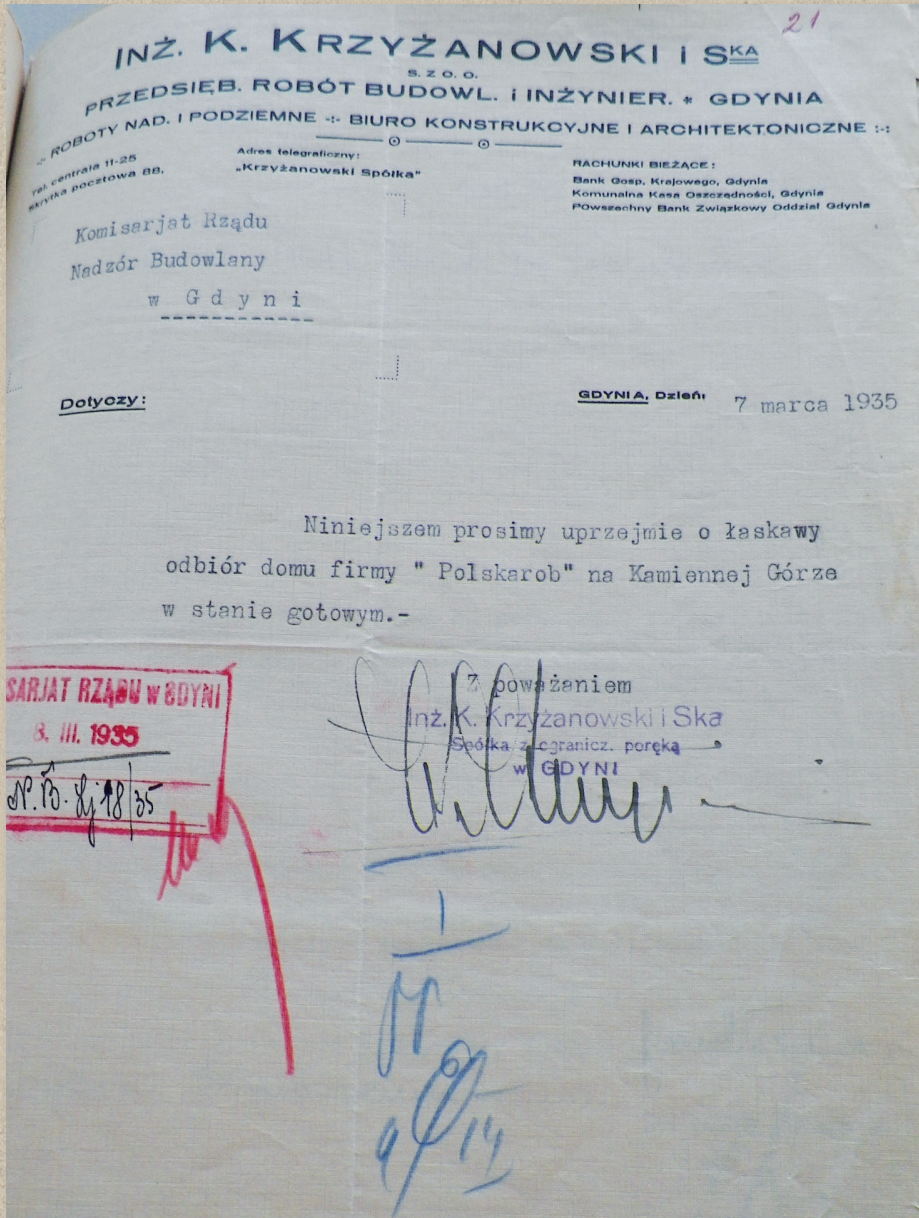 21
INŻ. K. KRZYŻANOWSKI i SKA
S. Z O. O.
PRZEDSIĘB. ROBÓT BUDOWL. i INŻYNIER. * GDYNIA
-:- ROBOTY NAD. I PODZIEMNE -:- BIURO KONSTRUKCYJNE I ARCHITEKTONICZNE :-:
Tel. centrala 11-25
Skrytka pocztowa 88.
Adres telegraficzny:
„Krzyżanowski Spółka"
RACHUNKI BIEŻĄCE:
Bank Gosp. Krajowego, Gdynia
Komunalna Kasa Oszczędności, Gdynia
POwszechny Bank Związkowy Oddział Gdynia
Komisarjat Rządu
Nadzór Budowlany
w Gdyni
Dotyczy:
GDYNIA, Dzień: 7 marca 1935
Niniejszem prosimy uprzejmie o łaskawy
odbiór domu firmy " Polskarob" na Kamiennej Górze
w stanie gotowym.-
Z poważaniem
Inż. K. Krzyżanowski i Ska
Spółka z ogranicz. poręką
w GDYNI
SARJAT RZĄDU w GDYNI
8. III. 1935
N.B. 18/35